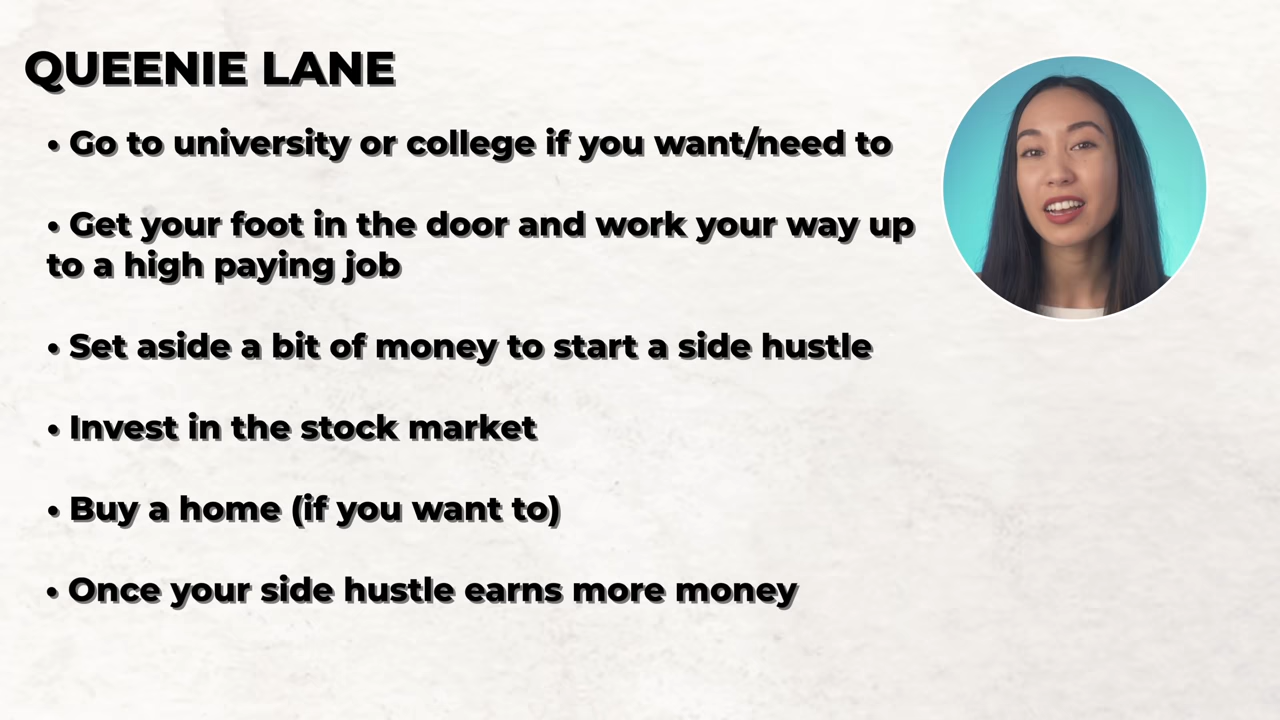 QUEENIE LANE
• Go to university or college if you want/need to
• Get your foot in the door and work your way up
to a high paying job
• Set aside a bit of money to start a side hustle
• Invest in the stock market
• Buy a home (if you want to)
• Once your side hustle earns more money